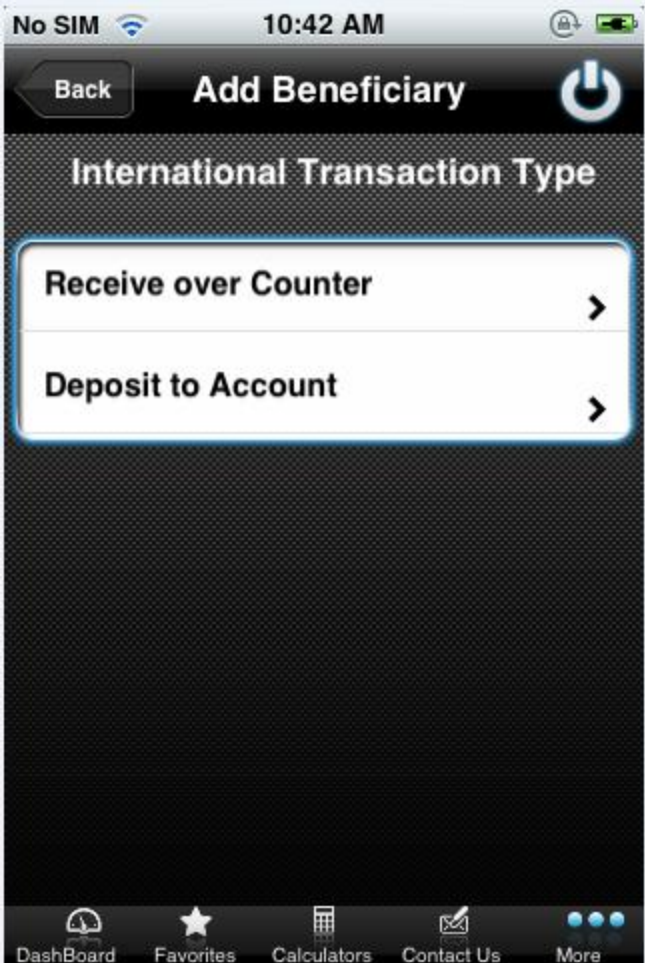 No SIM 10:42 AM
Back Add Beneficiary
International Transaction Type
Receive over Counter
Deposit to Account
DashBoard Favorites Calculators Contact Us More